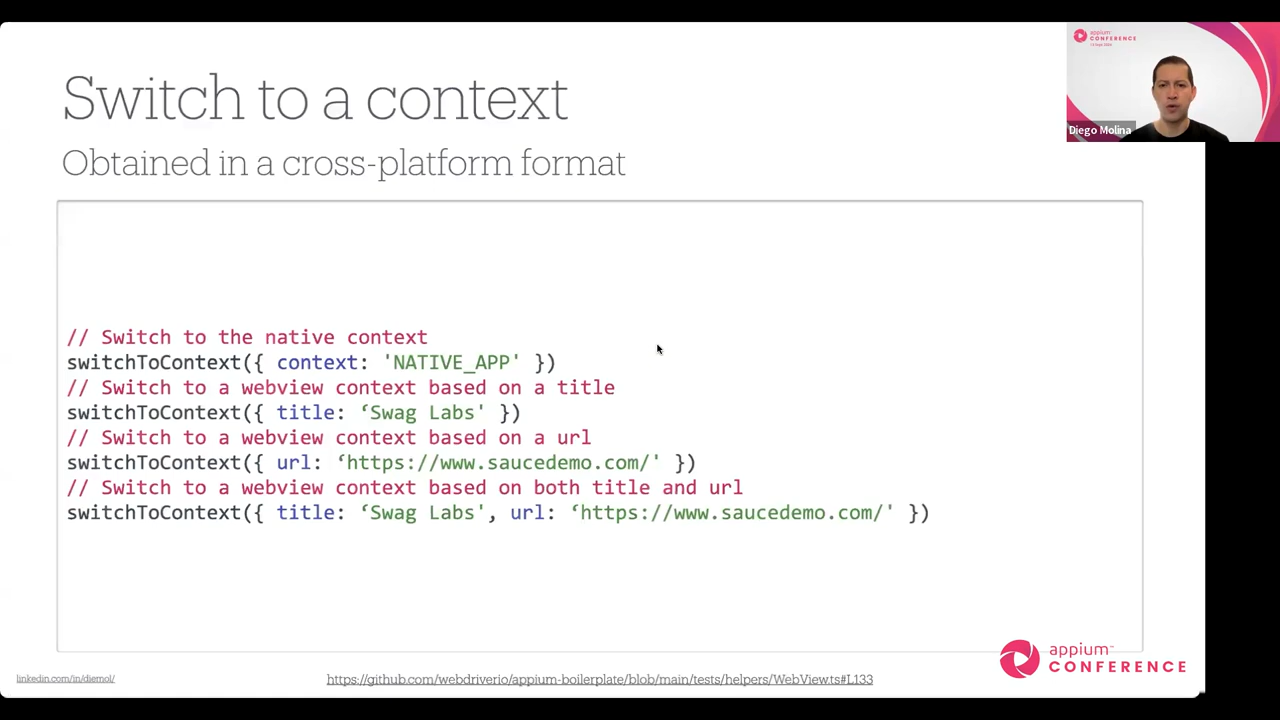 Switch to a context
Obtained in a cross-platform format
// Switch to the native context
switchToContext({ context: 'NATIVE_APP' })
// Switch to a webview context based on a title
switchToContext({ title: ‘Swag Labs' })
// Switch to a webview context based on a url
switchToContext({ url: ‘https://www.saucedemo.com/' })
// Switch to a webview context based on both title and url
switchToContext({ title: ‘Swag Labs', url: ‘https://www.saucedemo.com/' })
linkedin.com/in/diemol/
https://github.com/webdriverio/appium-boilerplate/blob/main/tests/helpers/WebView.ts#L133
appium™
CONFERENCE
appium
CONFERENCE
Diego Molina